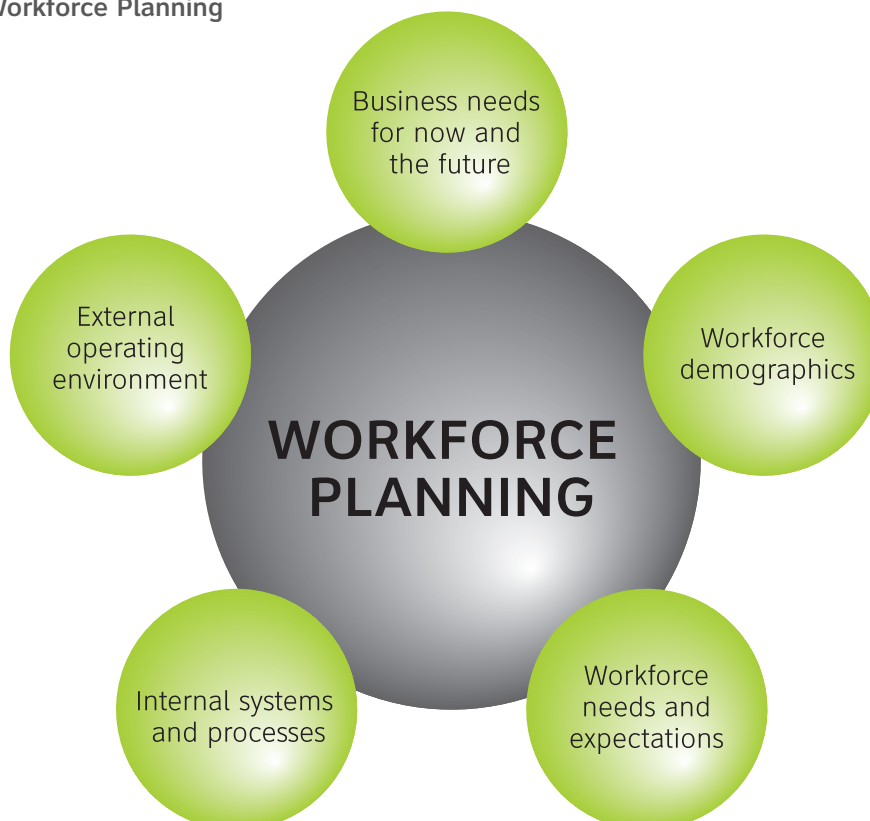 Workforce Planning
Business needs
for now and
the future
External
operating
environment
Workforce
demographics
WORKFORCE
PLANNING
Internal systems
and processes
Workforce
needs and
expectations